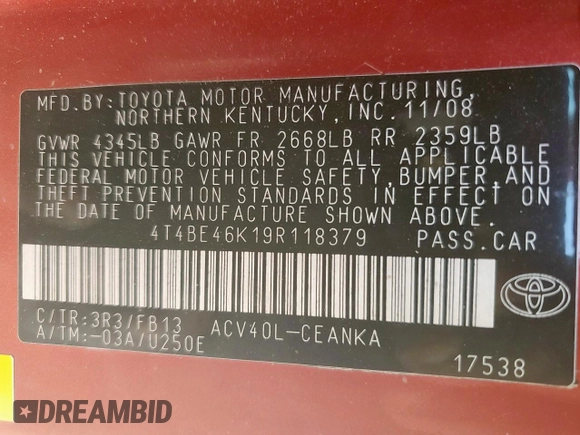 MFD.BY:TOYOTA MOTOR MANUFACTURING,
NORTHERN KENTUCKY,INC.11/08
GVWR 4345LB GAWR FR 2668LB RR 2359LB
THIS VEHICLE CONFORMS TO ALL APPLICABLE
FEDERAL MOTOR VEHICLE SAFETY,BUMPER,AND
THEFT PREVENTION STANDARDS IN EFFECT ON
THE DATE OF MANUFACTURE SHOWN ABOVE.
4T4BE46K19R118379 PASS.CAR
C/TR:3R3/FB13 ACV40L-CEANKA
A/TM:-03A/U250E
17538
DREAMBID